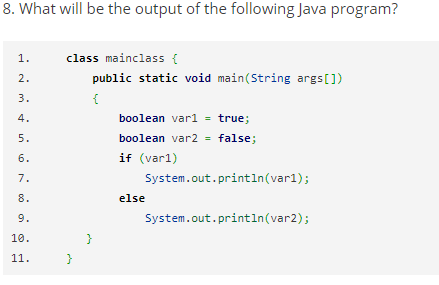 8. What will be the output of the following Java program?
1. class mainclass {
2. public static void main(String args[])
3. {
4. boolean var1 = true;
5. boolean var2 = false;
6. if (var1)
7. System.out.println(var1);
8. else
9. System.out.println(var2);
10. }
11. }